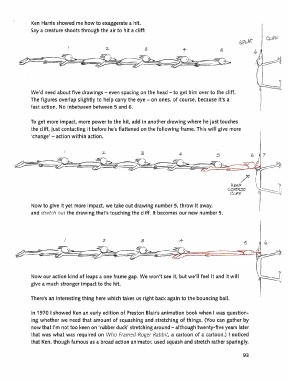 Ken Harris showed me how to exaggerate a hit.
Say a creature shoots through the air to hit a cliff:
SPLAT CLIFF
1 2 3 4 5 6
We'd need about five drawings – even spacing on the head – to get him over to the cliff.
The figures overlap slightly to help carry the eye – on ones, of course, because it's a
fast action. No inbetween between 5 and 6.
To get more impact, more power to the hit, add in another drawing where he just touches
the cliff, just contacting it before he's flattened on the following frame. This will give more
'change' – action within action.
1 2 3 4 5 6 7
JUST
CONTACTS
CLIFF
Now to give it yet more impact, we take out drawing number 5, throw it away,
and stretch out the drawing that's touching the cliff. It becomes our new number 5.
1 2 3 4 5 6
Now our action kind of leaps a one frame gap. We won't see it, but we'll feel it and it will
give a much stronger impact to the hit.
There's an interesting thing here which takes us right back again to the bouncing ball.
In 1970 I showed Ken an early edition of Preston Blair's animation book when I was question-
ing whether we need that amount of squashing and stretching of things. (You can gather by
now that I'm not too keen on 'rubber duck' stretching around – although twenty-five years later
that was what was required on Who Framed Roger Rabbit, a cartoon of a cartoon.) I noticed
that Ken, though famous as a broad action animator, used squash and stretch rather sparingly.
93